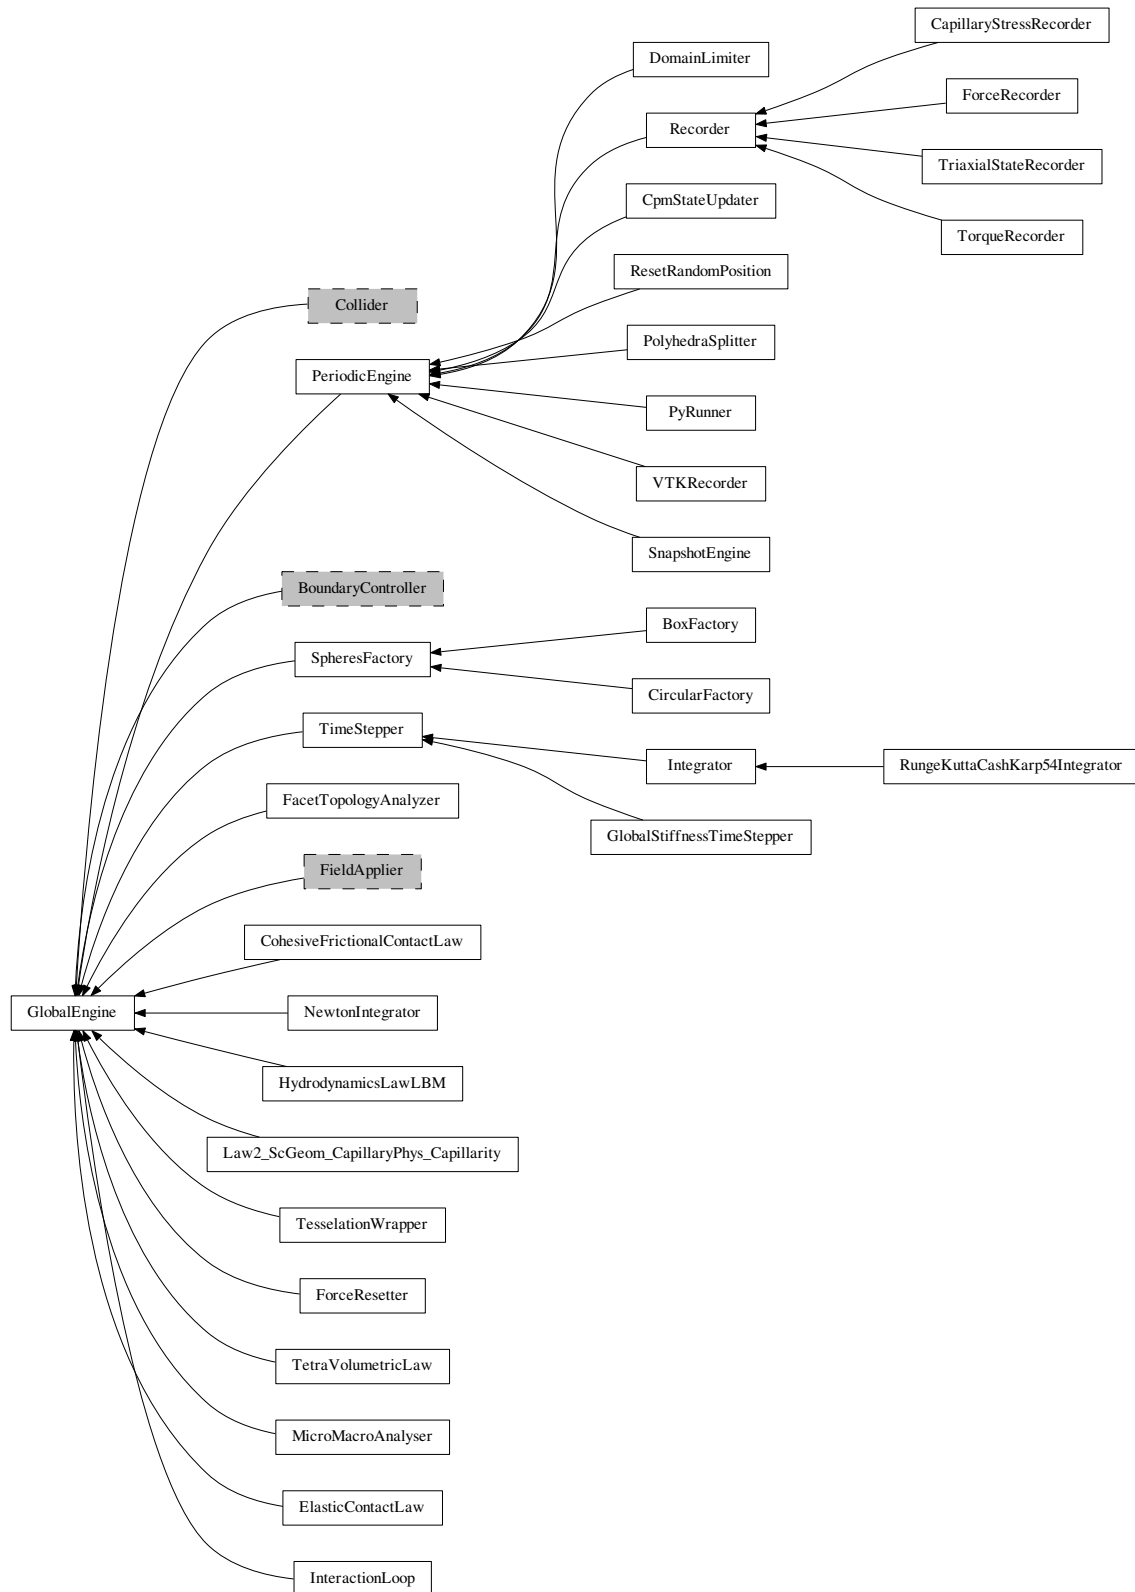 CapillaryStressRecorder
DomainLimiter
ForceRecorder
Recorder
TriaxialStateRecorder
CpmStateUpdater
TorqueRecorder
ResetRandomPosition
Collider
PolyhedraSplitter
PeriodicEngine
PyRunner
VTKRecorder
SnapshotEngine
BoundaryController
BoxFactory
SpheresFactory
CircularFactory
TimeStepper
Integrator
RungeKuttaCashKarp54Integrator
FacetTopologyAnalyzer
GlobalStiffnessTimeStepper
FieldApplier
CohesiveFrictionalContactLaw
GlobalEngine
NewtonIntegrator
HydrodynamicsLawLBM
Law2_ScGeom_CapillaryPhys_Capillarity
TesselationWrapper
ForceResetter
TetraVolumetricLaw
MicroMacroAnalyser
ElasticContactLaw
InteractionLoop